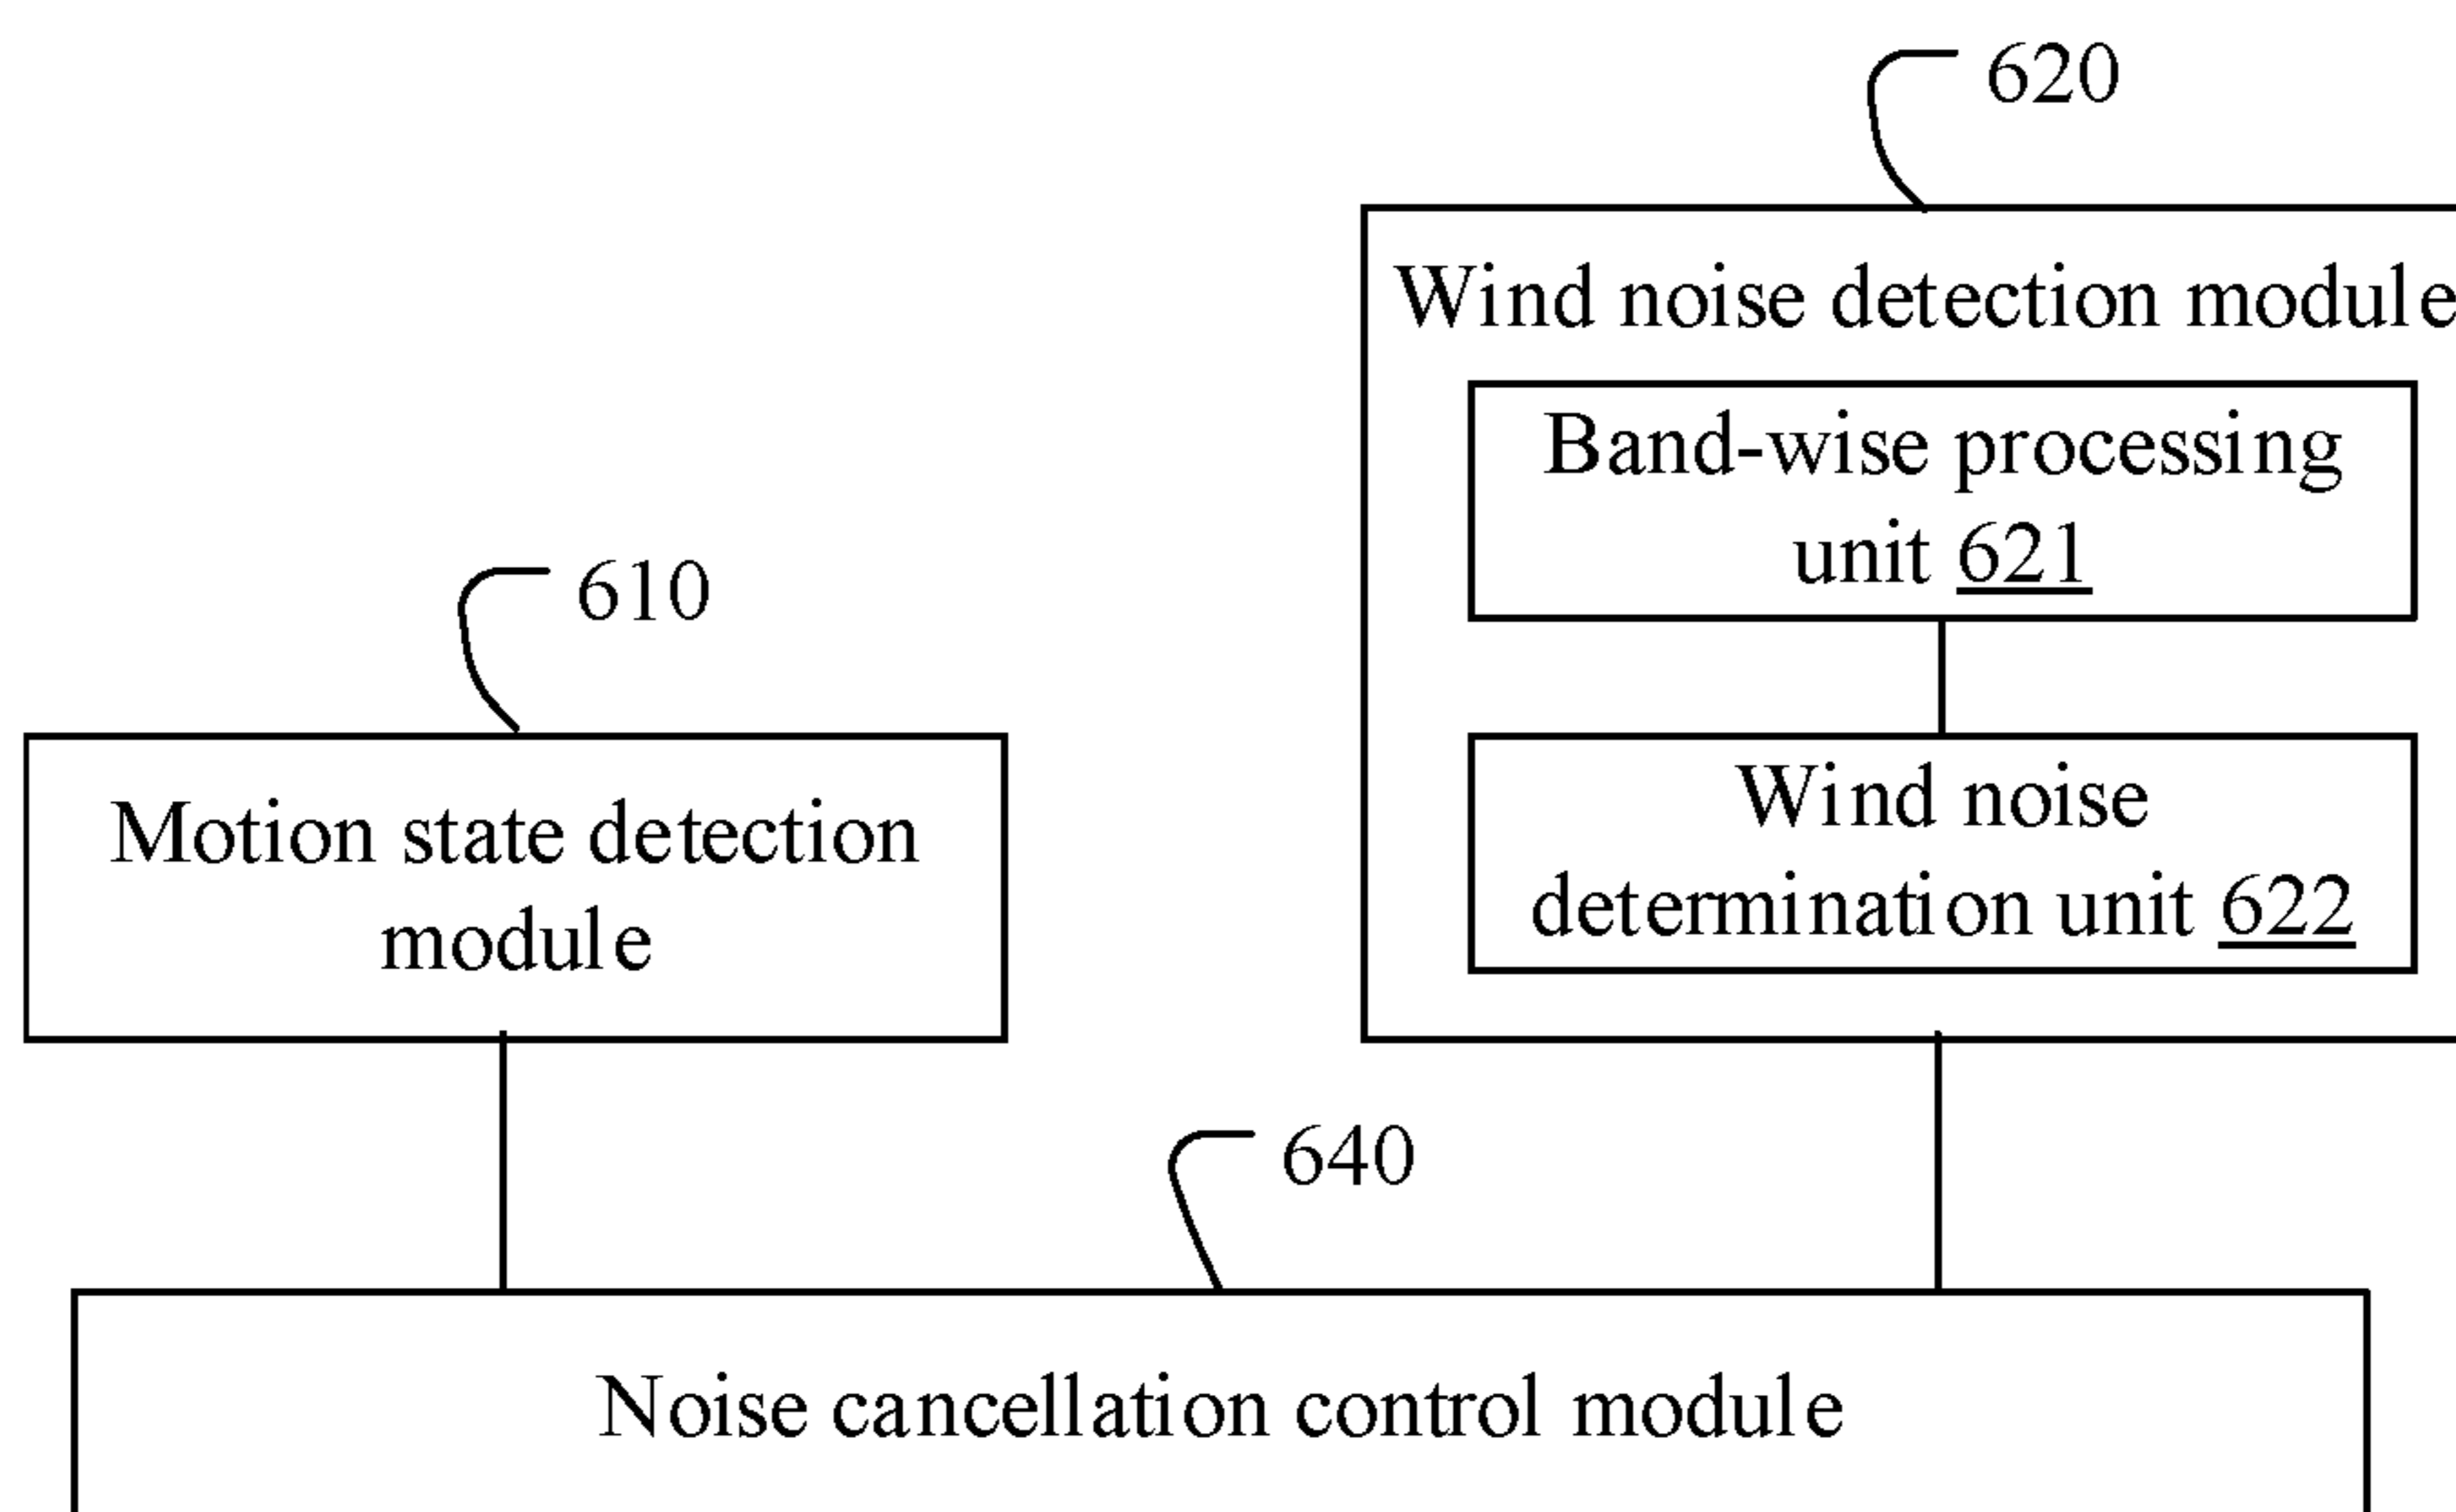 620
Wind noise detection module
Band-wise processing
unit 621
610
Wind noise
determination unit 622
Motion state detection
module
640
Noise cancellation control module